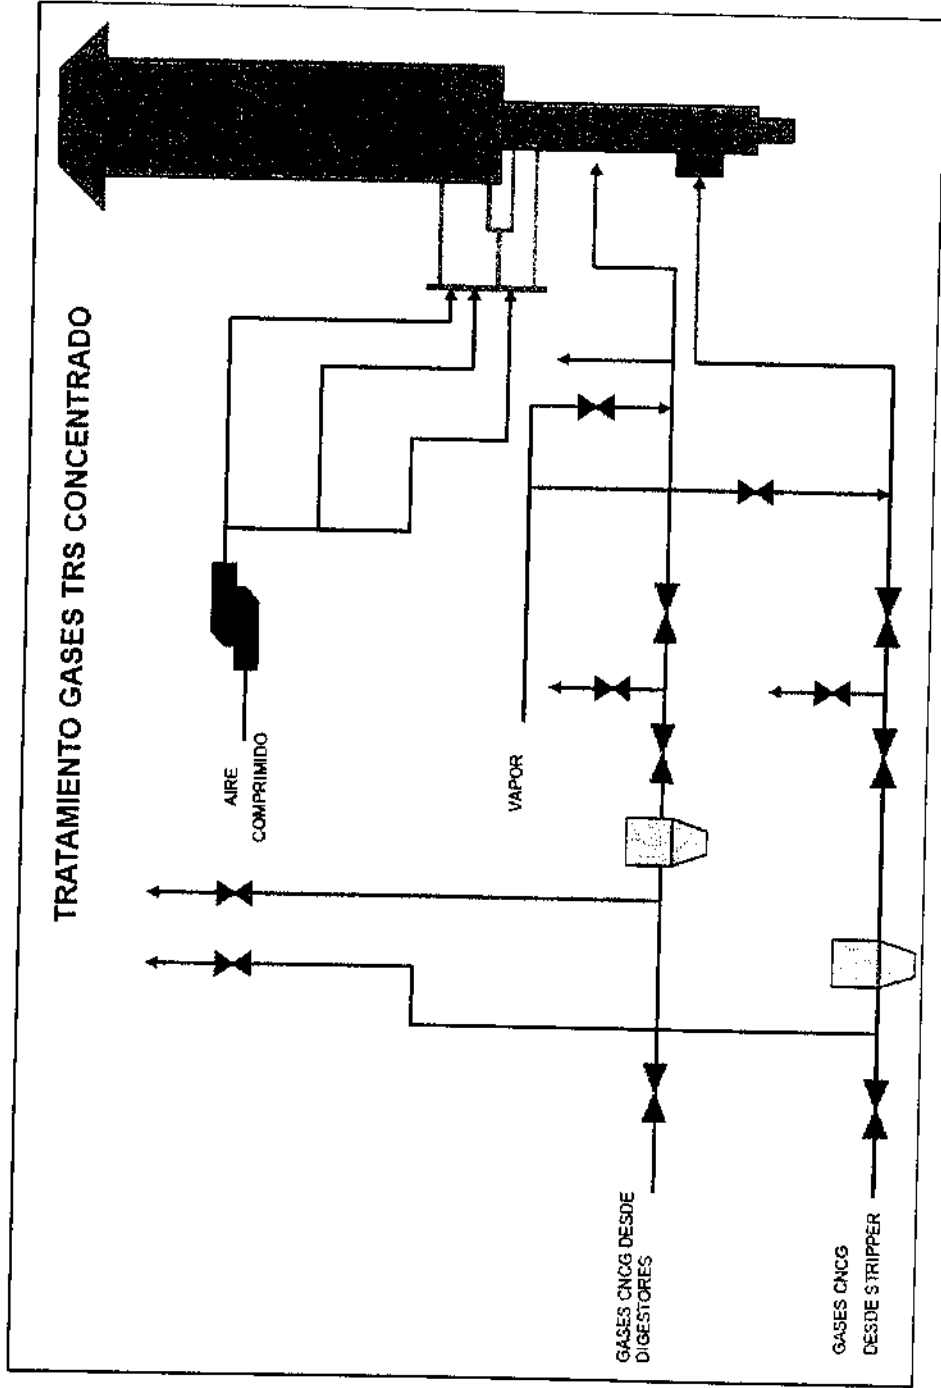 TRATAMIENTO GASES TRS CONCENTRADO
AIRE
COMPRIMIDO
VAPOR
GASES CNCG DESDE
DIGESTORES
GASES CNCG
DESDE STRIPPER